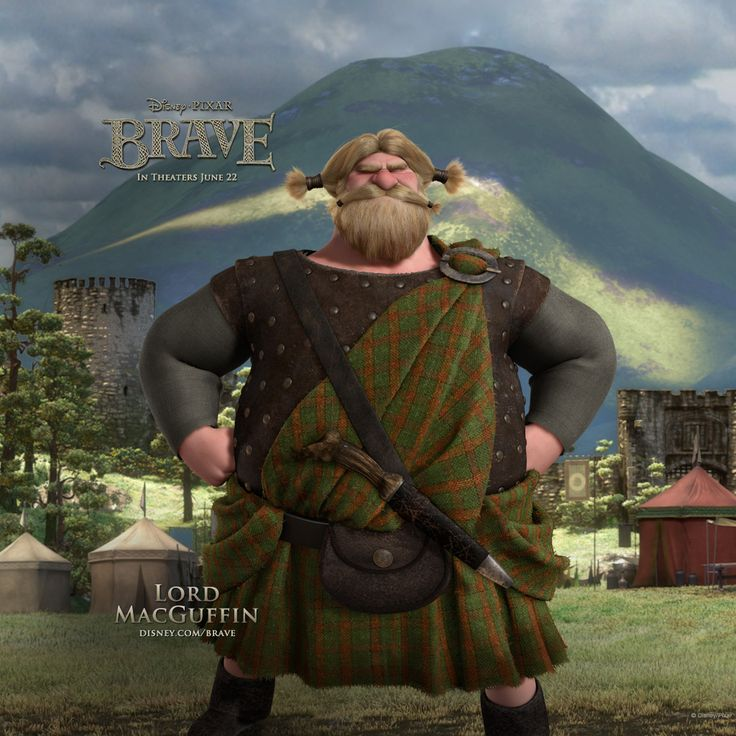 Disney·PIXAR
BRAVE
IN THEATERS JUNE 22
LORD
MACGUFFIN
DISNEY.COM/BRAVE
© Disney/Pixar